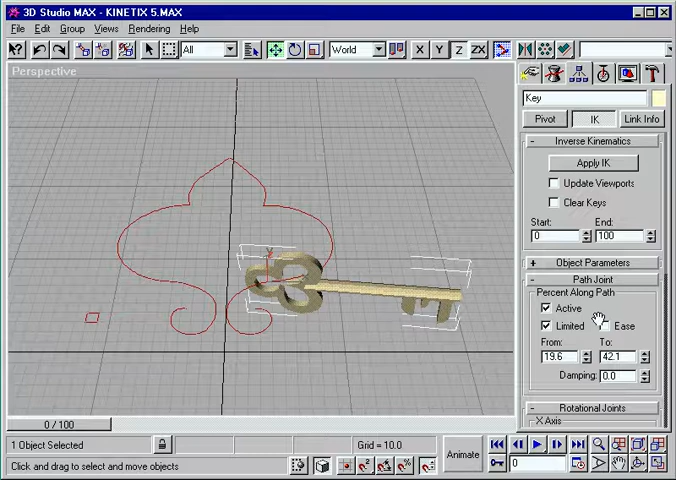 3D Studio MAX - KINETIX 5.MAX
File Edit Group Views Rendering Help
All World X Y Z ZX
Perspective
Key
Pivot IK Link Info
- Inverse Kinematics
Apply IK
Update Viewports
Clear Keys
Start: End:
0 100
+ Object Parameters
- Path Joint
Percent Along Path
Active
Limited Ease
From: To:
19.6 42.1
Damping: 0.0
- Rotational Joints
X Axis
Y
0 / 100
1 Object Selected Grid = 10.0
Animate
Click and drag to select and move objects
0